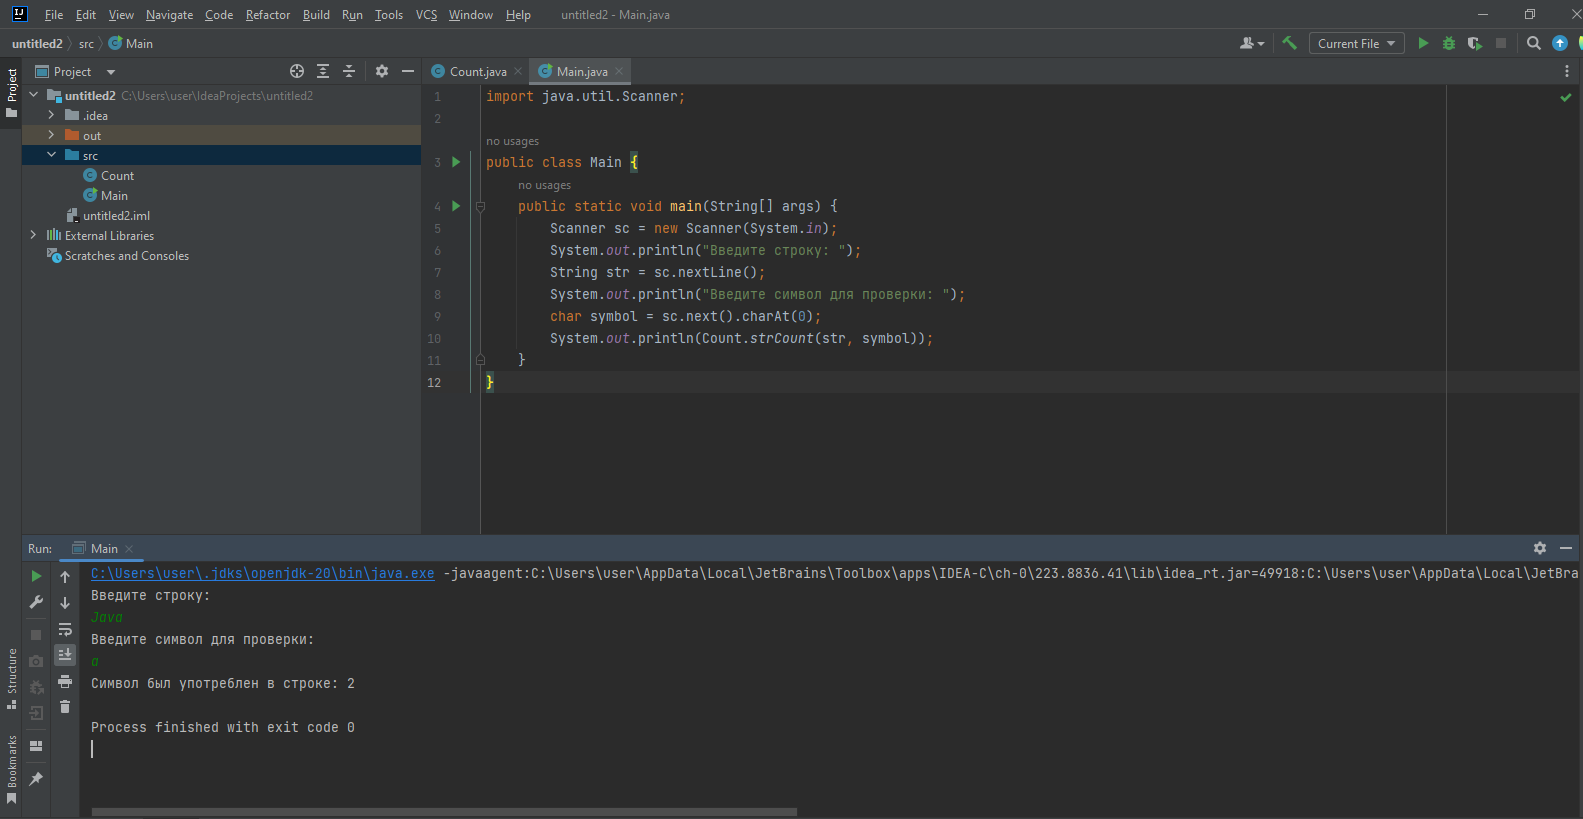 File Edit View Navigate Code Refactor Build Run Tools VCS Window Help untitled2 - Main.java
untitled2 src Main Current File
Project
Project
untitled2 C:\Users\user\IdeaProjects\untitled2
.idea
out
src
Count
Main
untitled2.iml
External Libraries
Scratches and Consoles
Count.java Main.java
1 import java.util.Scanner;
2
no usages
3 public class Main {
no usages
4 public static void main(String[] args) {
5 Scanner sc = new Scanner(System.in);
6 System.out.println("Введите строку: ");
7 String str = sc.nextLine();
8 System.out.println("Введите символ для проверки: ");
9 char symbol = sc.next().charAt(0);
10 System.out.println(Count.strCount(str, symbol));
11 }
12 }
Run: Main
C:\Users\user\.jdks\openjdk-20\bin\java.exe -javaagent:C:\Users\user\AppData\Local\JetBrains\Toolbox\apps\IDEA-C\ch-0\223.8836.41\lib\idea_rt.jar=49918:C:\Users\user\AppData\Local\JetBra
Введите строку:
Java
Введите символ для проверки:
a
Символ был употреблен в строке: 2
Process finished with exit code 0
Structure
Bookmarks